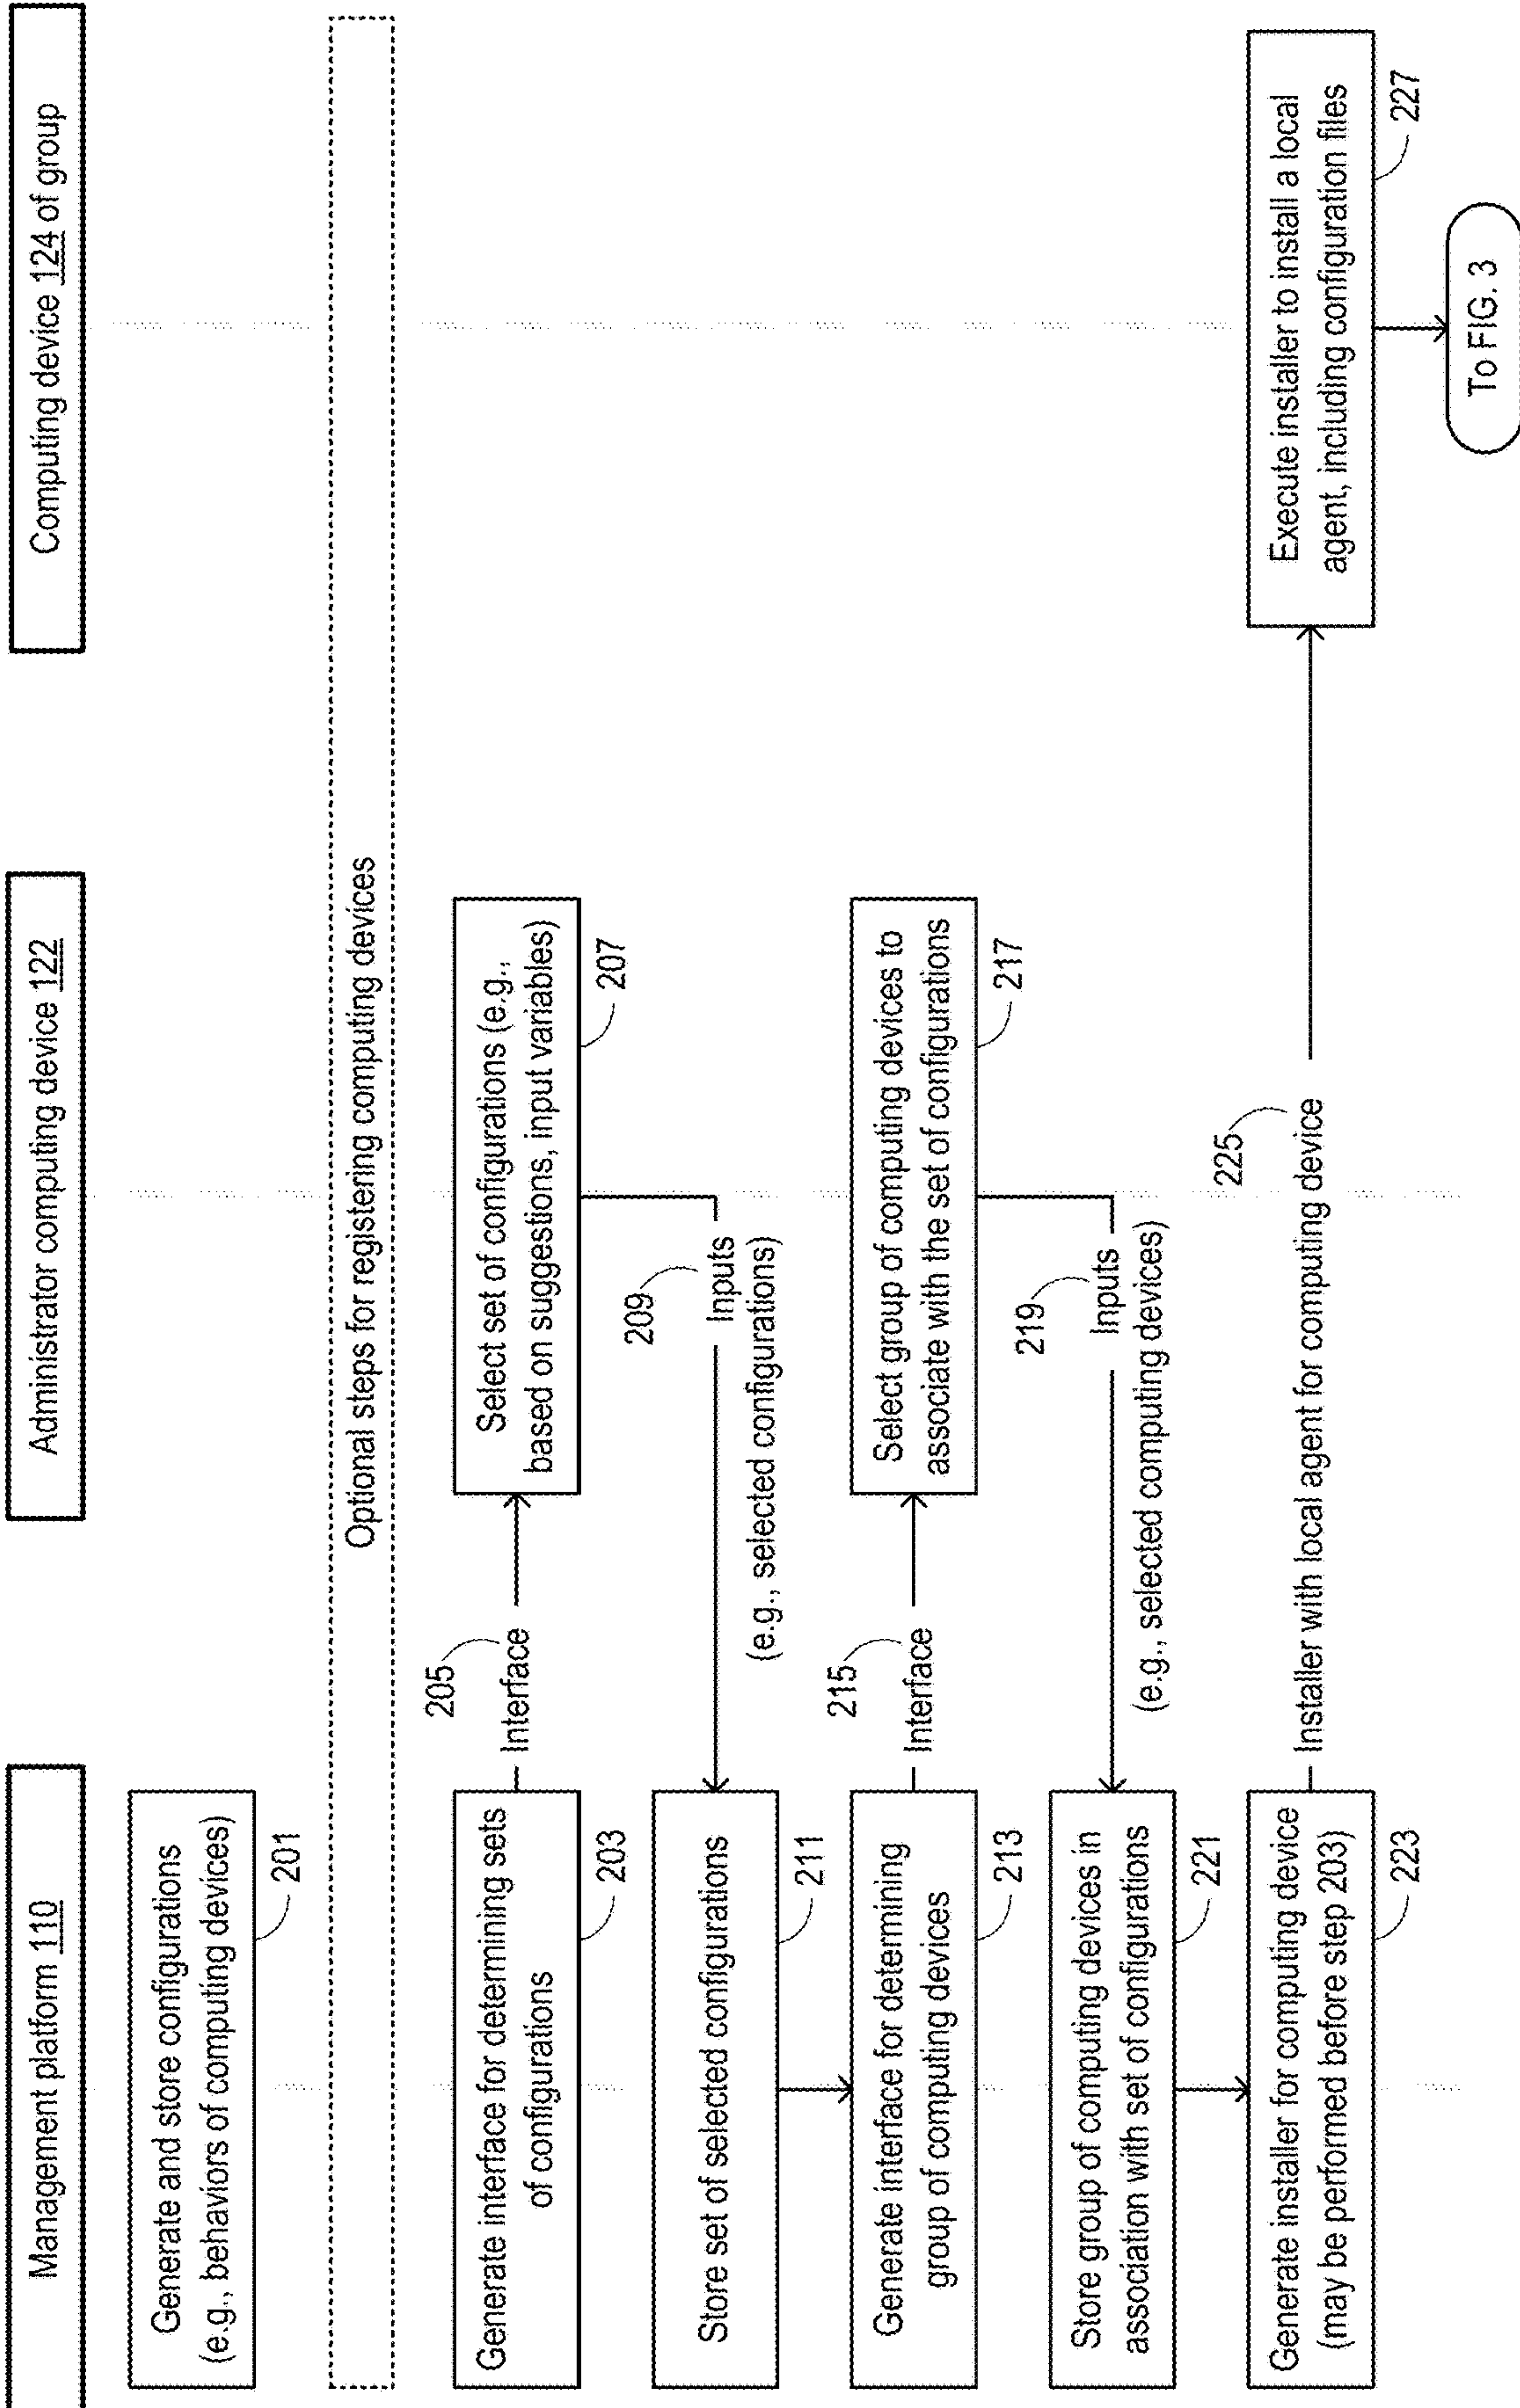 Management platform 110
Administrator computing device 122
Computing device 124 of group
Generate and store configurations
(e.g., behaviors of computing devices)
201
Optional steps for registering computing devices
Generate interface for determining sets
of configurations
203
205
Interface
Select set of configurations (e.g.,
based on suggestions, input variables)
207
209
Inputs
(e.g., selected configurations)
Store set of selected configurations
211
Generate interface for determining
group of computing devices
213
215
Interface
Select group of computing devices to
associate with the set of configurations
217
219
Inputs
(e.g., selected computing devices)
Store group of computing devices in
association with set of configurations
221
Generate installer for computing device
(may be performed before step 203)
223
225
Installer with local agent for computing device
Execute installer to install a local
agent, including configuration files
227
To FIG. 3